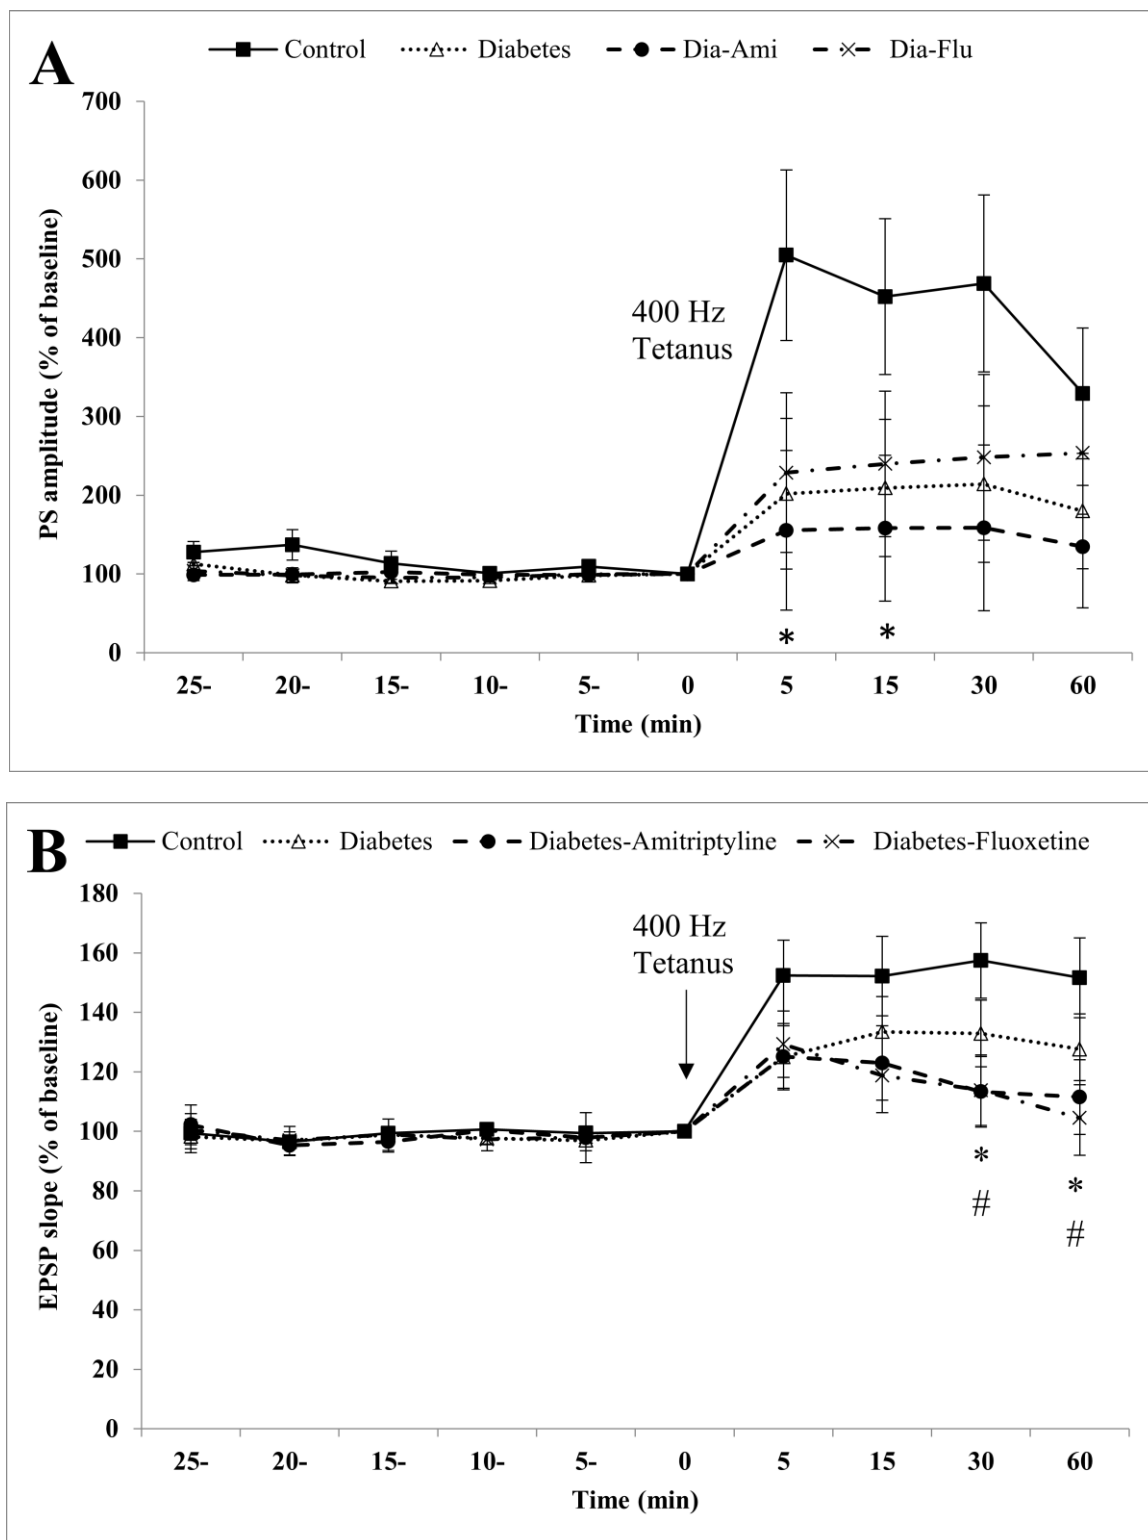 A
Control Diabetes Dia-Ami Dia-Flu
700
600
500
400
300
200
100
0
PS amplitude (% of baseline)
400 Hz
Tetanus
* *
25- 20- 15- 10- 5- 0 5 15 30 60
Time (min)
B
Control Diabetes Diabetes-Amitriptyline Diabetes-Fluoxetine
180
160
140
120
100
80
60
40
20
0
EPSP slope (% of baseline)
400 Hz
Tetanus
* *
# #
25- 20- 15- 10- 5- 0 5 15 30 60
Time (min)